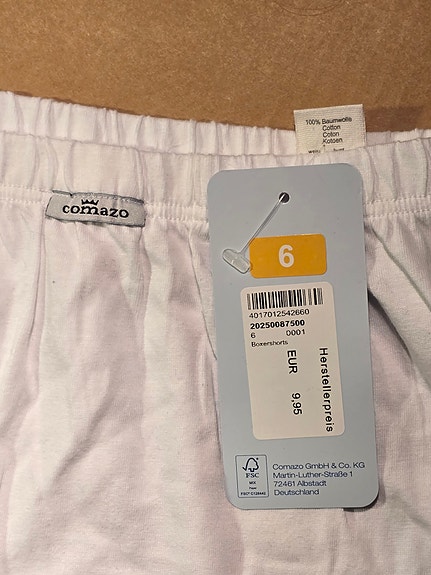 100% Baumwolle
Cotton
Coton
Katoen
comazo
6
4017012542660
20250087500
6 0001
Boxershorts
EUR 9,95
Herstellerpreis
FSC
MIX
Comazo GmbH & Co. KG
Martin-Luther-Straße 1
72461 Albstadt
Deutschland